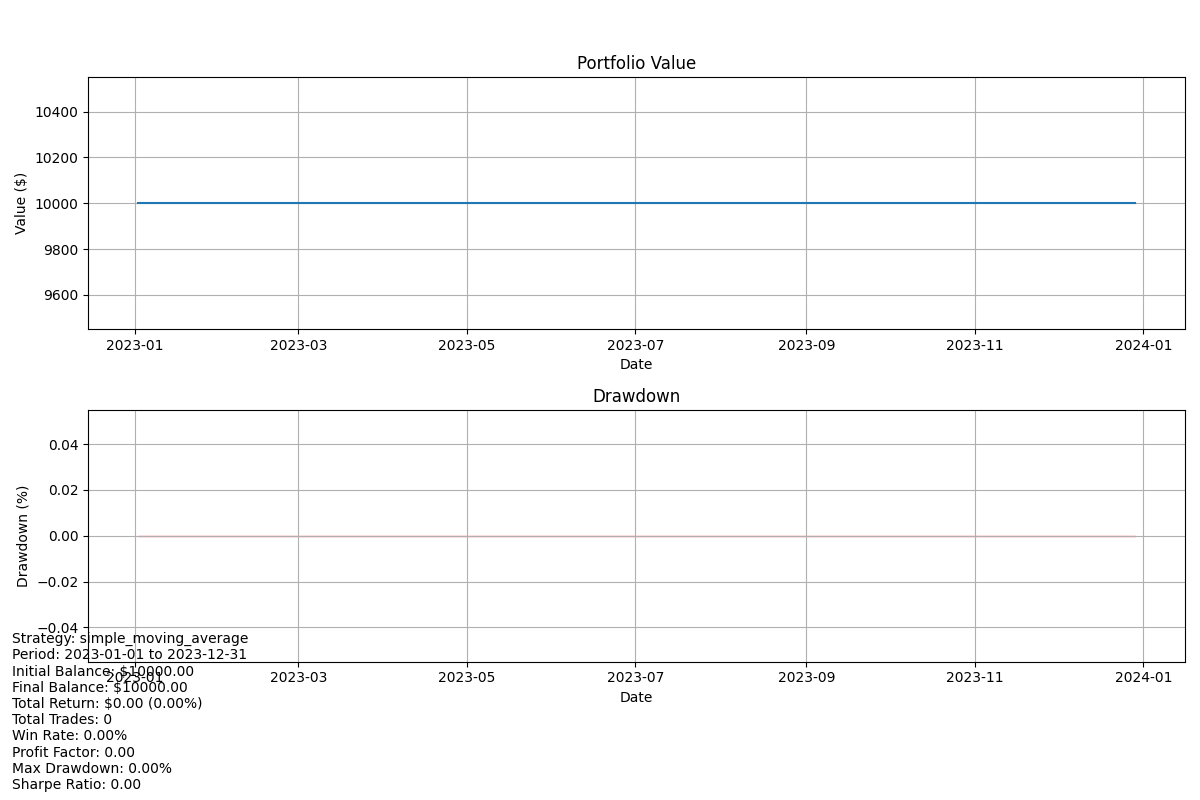 Portfolio Value
Value ($)
10400
10200
10000
9800
9600
2023-01 2023-03 2023-05 2023-07 2023-09 2023-11 2024-01
Date
Drawdown
Drawdown (%)
0.04
0.02
0.00
−0.02
−0.04
2023-01 2023-03 2023-05 2023-07 2023-09 2023-11 2024-01
Date
Strategy: simple_moving_average
Period: 2023-01-01 to 2023-12-31
Initial Balance: $10000.00
Final Balance: $10000.00
Total Return: $0.00 (0.00%)
Total Trades: 0
Win Rate: 0.00%
Profit Factor: 0.00
Max Drawdown: 0.00%
Sharpe Ratio: 0.00